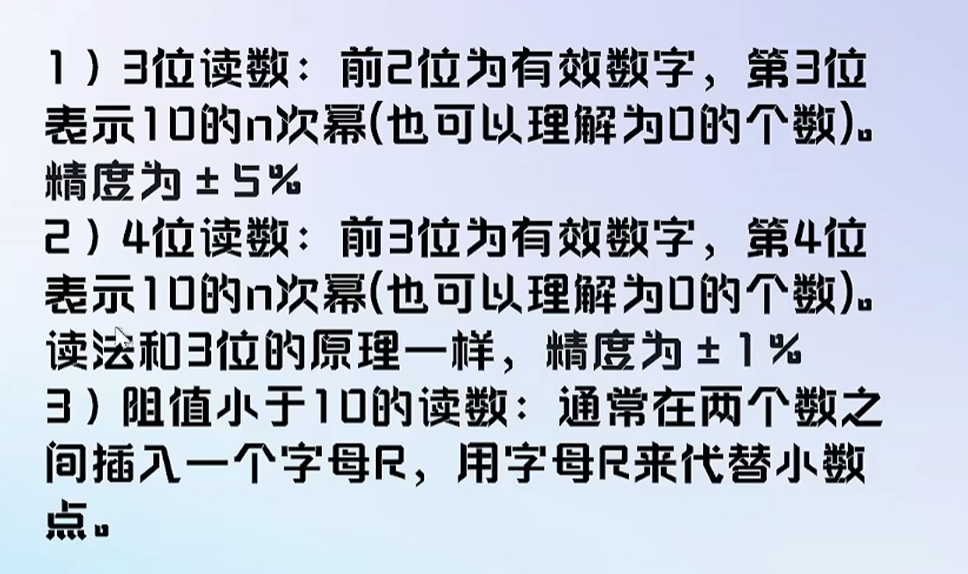 1）3位读数：前2位为有效数字，第3位
表示10的n次幂(也可以理解为0的个数)。
精度为±5%
2）4位读数：前3位为有效数字，第4位
表示10的n次幂(也可以理解为0的个数)。
读法和3位的原理一样，精度为±1%
3）阻值小于10的读数：通常在两个数之
间插入一个字母R，用字母R来代替小数
点。